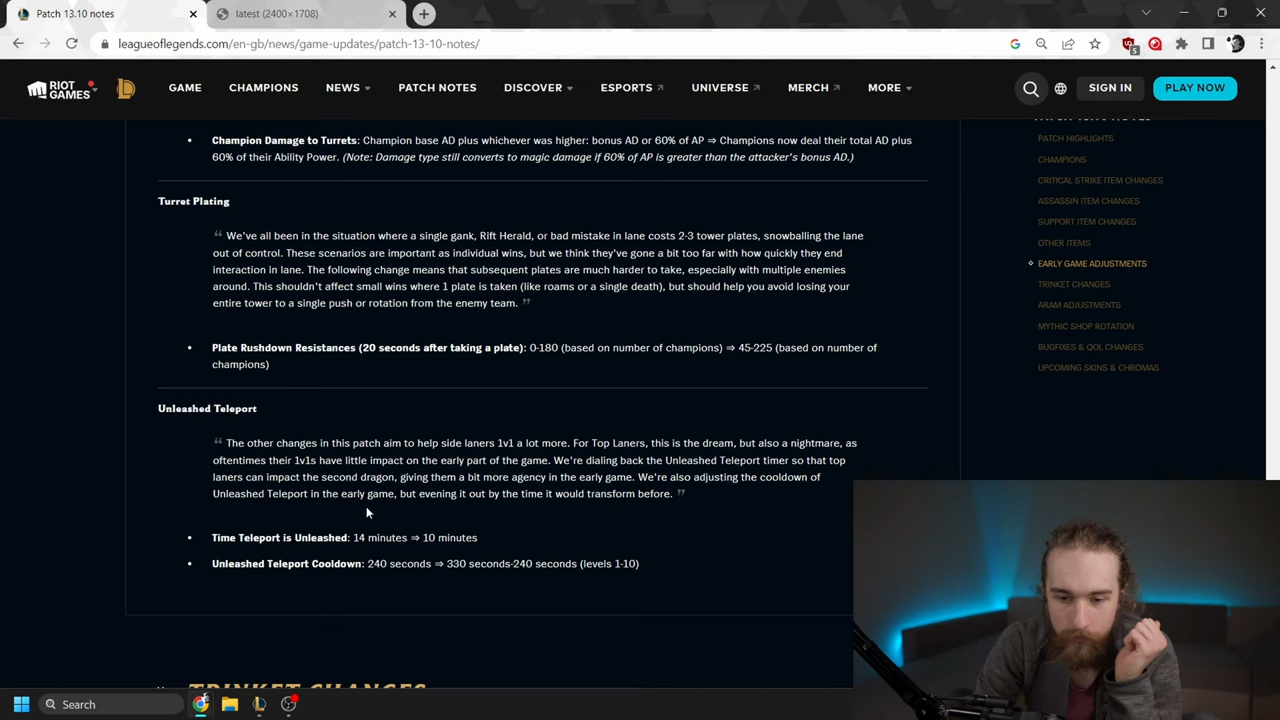 Patch 13.10 notes
latest (2400×1708)
leagueoflegends.com/en-gb/news/game-updates/patch-13-10-notes/
5
RIOT GAMES
GAME
CHAMPIONS
NEWS
PATCH NOTES
DISCOVER
ESPORTS
UNIVERSE
MERCH
MORE
SIGN IN
PLAY NOW
PATCH HIGHLIGHTS
CHAMPIONS
CRITICAL STRIKE ITEM CHANGES
ASSASSIN ITEM CHANGES
SUPPORT ITEM CHANGES
OTHER ITEMS
EARLY GAME ADJUSTMENTS
TRINKET CHANGES
ARAM ADJUSTMENTS
MYTHIC SHOP ROTATION
BUGFIXES & QOL CHANGES
UPCOMING SKINS & CHROMAS
• Champion Damage to Turrets: Champion base AD plus whichever was higher: bonus AD or 60% of AP ⇒ Champions now deal their total AD plus
60% of their Ability Power. (Note: Damage type still converts to magic damage if 60% of AP is greater than the attacker's bonus AD.)
Turret Plating
“ We've all been in the situation where a single gank, Rift Herald, or bad mistake in lane costs 2-3 tower plates, snowballing the lane
out of control. These scenarios are important as individual wins, but we think they've gone a bit too far with how quickly they end
interaction in lane. The following change means that subsequent plates are much harder to take, especially with multiple enemies
around. This shouldn't affect small wins where 1 plate is taken (like roams or a single death), but should help you avoid losing your
entire tower to a single push or rotation from the enemy team. ”
• Plate Rushdown Resistances (20 seconds after taking a plate): 0-180 (based on number of champions) ⇒ 45-225 (based on number of
champions)
Unleashed Teleport
“ The other changes in this patch aim to help side laners 1v1 a lot more. For Top Laners, this is the dream, but also a nightmare, as
oftentimes their 1v1s have little impact on the early part of the game. We're dialing back the Unleashed Teleport timer so that top
laners can impact the second dragon, giving them a bit more agency in the early game. We're also adjusting the cooldown of
Unleashed Teleport in the early game, but evening it out by the time it would transform before. ”
• Time Teleport is Unleashed: 14 minutes ⇒ 10 minutes
• Unleashed Teleport Cooldown: 240 seconds ⇒ 330 seconds-240 seconds (levels 1-10)
TRINKET CHANGES
Search